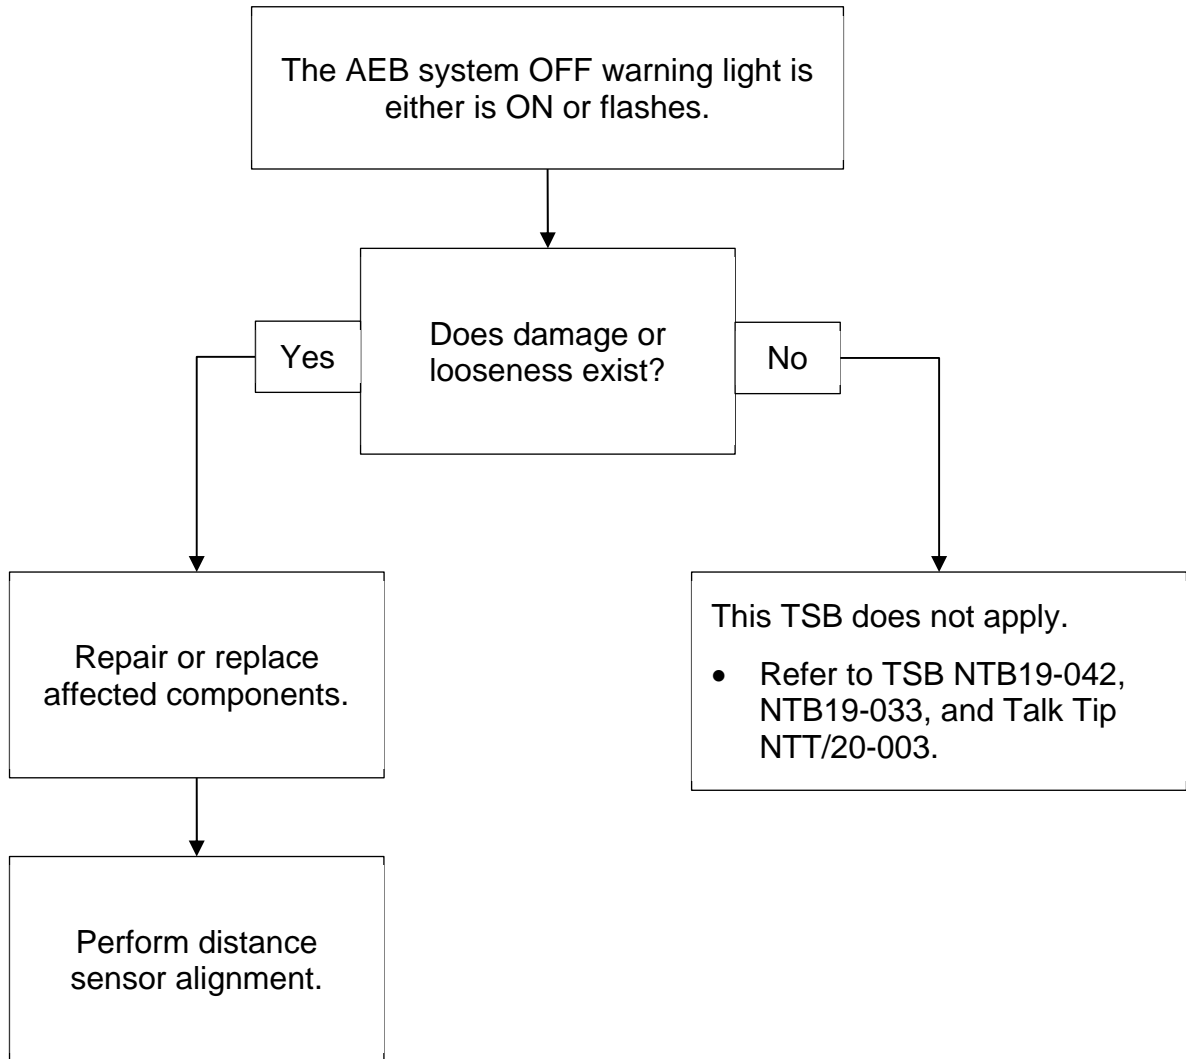 The AEB system OFF warning light is
either is ON or flashes.
Does damage or
looseness exist?
Yes
No
Repair or replace
affected components.
This TSB does not apply.
• Refer to TSB NTB19-042,
NTB19-033, and Talk Tip
NTT/20-003.
Perform distance
sensor alignment.